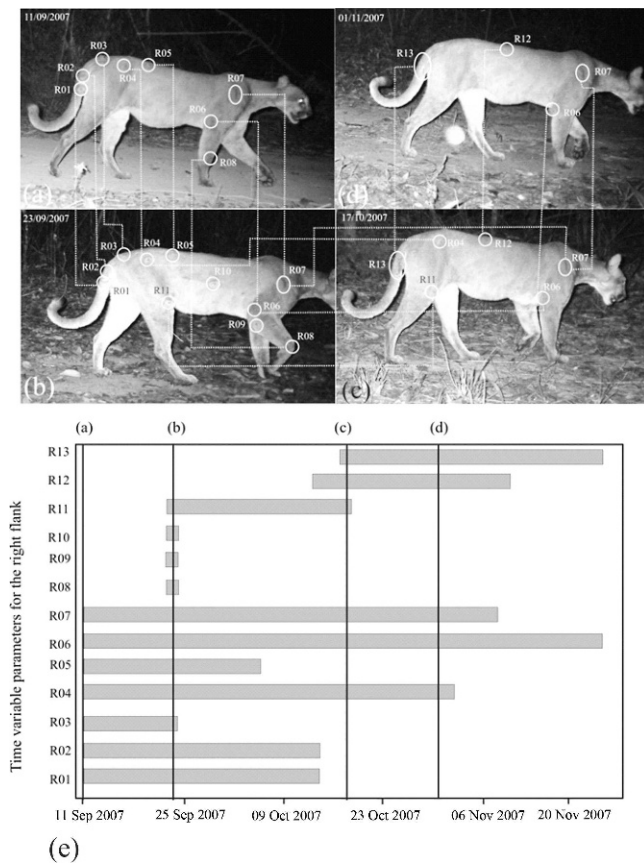 11/09/2007
R03
R05
R02
R04
R01
R07
R06
R08
(a)
01/11/2007
R12
R13
R07
R06
(d)
23/09/2007
R03
R04
R05
R02
R01
R11
R10
R07
R06
R09
R08
(b)
17/10/2007
R04
R12
R13
R07
R11
R06
(c)
(a) (b) (c) (d)
Time variable parameters for the right flank
R13
R12
R11
R10
R09
R08
R07
R06
R05
R04
R03
R02
R01
11 Sep 2007 25 Sep 2007 09 Oct 2007 23 Oct 2007 06 Nov 2007 20 Nov 2007
(e)